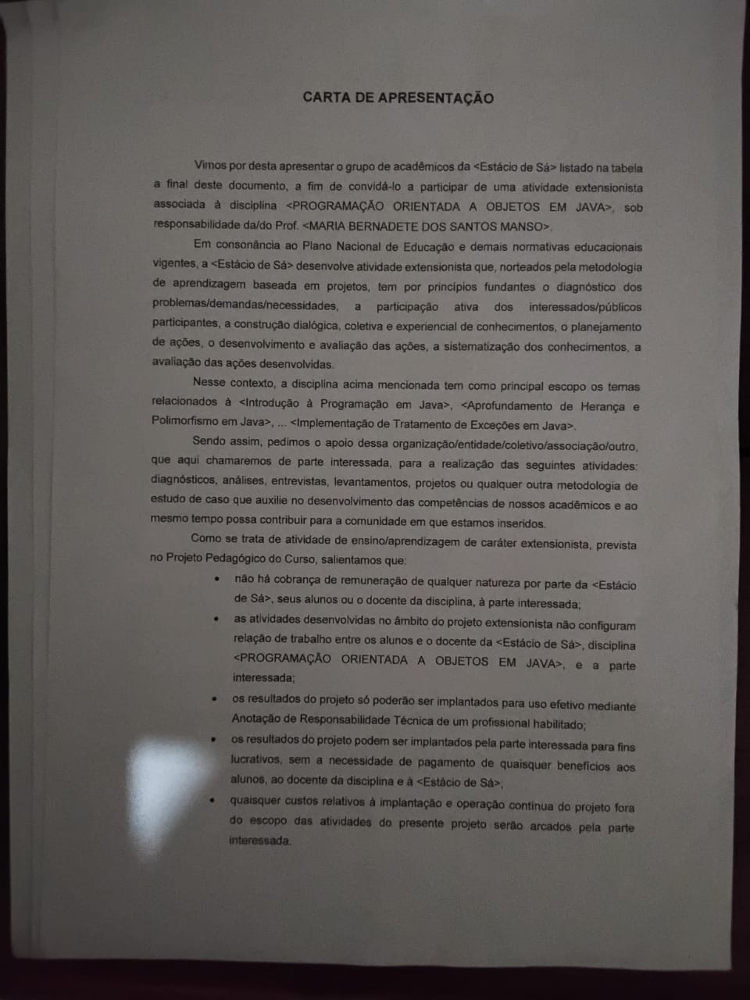 CARTA DE APRESENTAÇÃO
Vimos por desta apresentar o grupo de acadêmicos da <Estácio de Sá> listado na tabela
a final deste documento, a fim de convidá-lo a participar de uma atividade extensionista
associada à disciplina <PROGRAMAÇÃO ORIENTADA A OBJETOS EM JAVA>, sob
responsabilidade da/do Prof. <MARIA BERNADETE DOS SANTOS MANSO>.
Em consonância ao Plano Nacional de Educação e demais normativas educacionais
vigentes, a <Estácio de Sá> desenvolve atividade extensionista que, norteados pela metodologia
de aprendizagem baseada em projetos, tem por princípios fundantes o diagnóstico dos
problemas/demandas/necessidades, a participação ativa dos interessados/públicos
participantes, a construção dialógica, coletiva e experiencial de conhecimentos, o planejamento
de ações, o desenvolvimento e avaliação das ações, a sistematização dos conhecimentos, a
avaliação das ações desenvolvidas.
Nesse contexto, a disciplina acima mencionada tem como principal escopo os temas
relacionados à <Introdução à Programação em Java>, <Aprofundamento de Herança e
Polimorfismo em Java>, ... <Implementação de Tratamento de Exceções em Java>.
Sendo assim, pedimos o apoio dessa organização/entidade/coletivo/associação/outro,
que aqui chamaremos de parte interessada, para a realização das seguintes atividades:
diagnósticos, análises, entrevistas, levantamentos, projetos ou qualquer outra metodologia de
estudo de caso que auxilie no desenvolvimento das competências de nossos acadêmicos e ao
mesmo tempo possa contribuir para a comunidade em que estamos inseridos.
Como se trata de atividade de ensino/aprendizagem de caráter extensionista, prevista
no Projeto Pedagógico do Curso, salientamos que:
• não há cobrança de remuneração de qualquer natureza por parte da <Estácio
de Sá>, seus alunos ou o docente da disciplina, à parte interessada;
• as atividades desenvolvidas no âmbito do projeto extensionista não configuram
relação de trabalho entre os alunos e o docente da <Estácio de Sá>, disciplina
<PROGRAMAÇÃO ORIENTADA A OBJETOS EM JAVA>, e a parte
interessada;
• os resultados do projeto só poderão ser implantados para uso efetivo mediante
Anotação de Responsabilidade Técnica de um profissional habilitado;
• os resultados do projeto podem ser implantados pela parte interessada para fins
lucrativos, sem a necessidade de pagamento de quaisquer benefícios aos
alunos, ao docente da disciplina e à <Estácio de Sá>;
• quaisquer custos relativos à implantação e operação contínua do projeto fora
do escopo das atividades do presente projeto serão arcados pela parte
interessada.